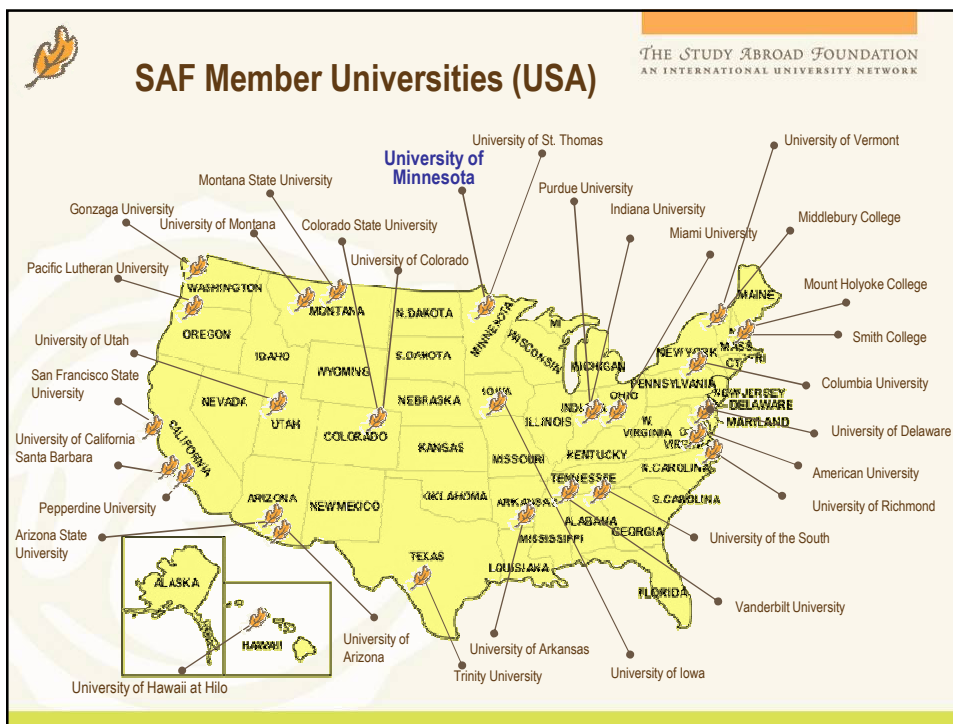 THE STUDY ABROAD FOUNDATION
AN INTERNATIONAL UNIVERSITY NETWORK
SAF Member Universities (USA)
University of St. Thomas
University of Vermont
University of
Minnesota
Montana State University
Purdue University
Gonzaga University
University of Montana
Colorado State University
Indiana University
Miami University
Middlebury College
Pacific Lutheran University
University of Colorado
Mount Holyoke College
Smith College
University of Utah
San Francisco State
University
Columbia University
University of Delaware
University of California
Santa Barbara
American University
Pepperdine University
University of Richmond
Arizona State
University
University of the South
Vanderbilt University
University of
Arizona
University of Arkansas
Trinity University
University of Iowa
University of Hawaii at Hilo
WASHINGTON
OREGON
IDAHO
MONTANA
N.DAKOTA
S.DAKOTA
WYOMING
NEBRASKA
NEVADA
UTAH
COLORADO
KANSAS
CALIFORNIA
ARIZONA
NEW MEXICO
OKLAHOMA
TEXAS
MINNESOTA
WISCONSIN
IOWA
MI
MICHIGAN
ILLINOIS
OHIO
MISSOURI
KENTUCKY
W.
VIRGINIA
TENNESSEE
MISSISSIPPI
ALABAMA
GEORGIA
LOUISIANA
FLORIDA
N.CAROLINA
S.CAROLINA
PENNSYLVANIA
NEW YORK
MAINE
MASS
CT
RI
NEW JERSEY
DELAWARE
MARYLAND
ALASKA
HAWAII